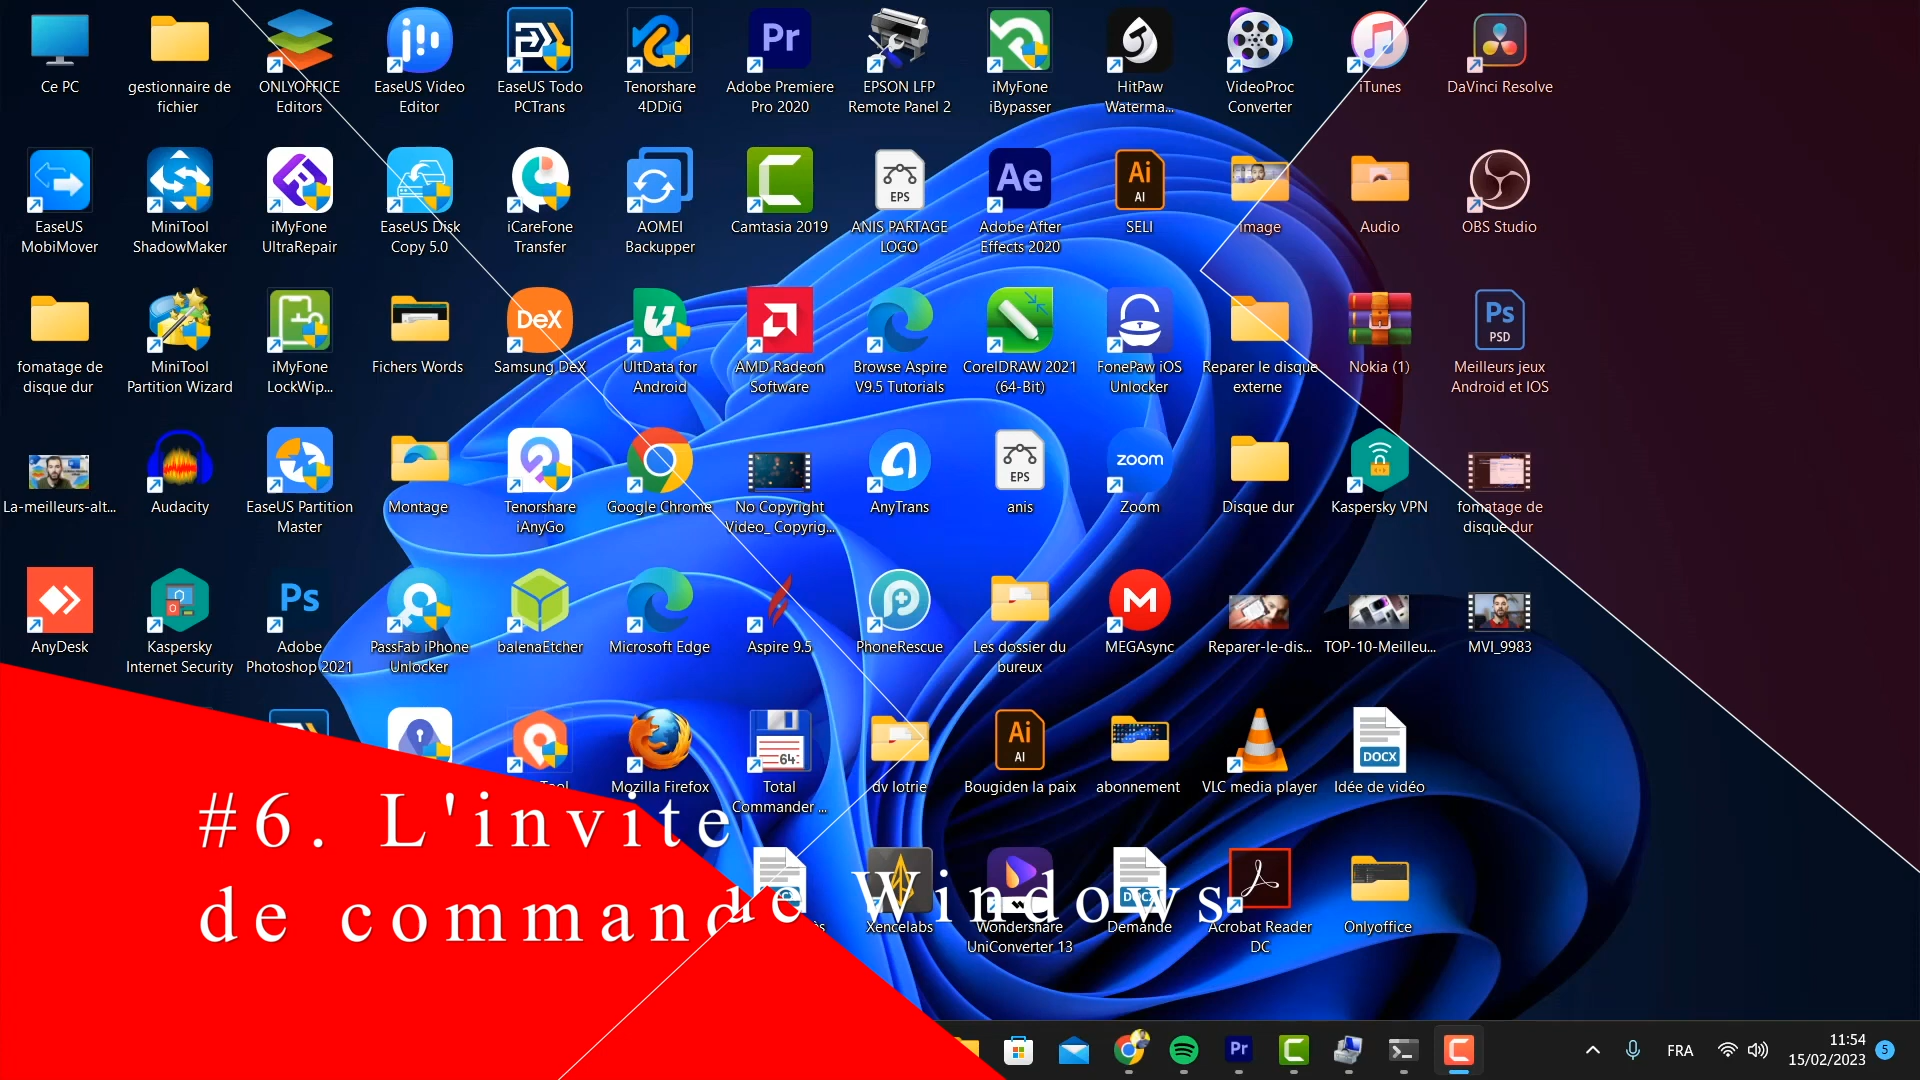 Ce PC
gestionnaire de fichier
ONLYOFFICE Editors
EaseUS Video Editor
EaseUS Todo PCTrans
Tenorshare 4DDiG
Adobe Premiere Pro 2020
EPSON LFP Remote Panel 2
iMyFone iBypasser
HitPaw Waterma...
VideoProc Converter
iTunes
DaVinci Resolve
EaseUS MobiMover
MiniTool ShadowMaker
iMyFone UltraRepair
EaseUS Disk Copy 5.0
iCareFone Transfer
AOMEI Backupper
Camtasia 2019
ANIS PARTAGE LOGO
Adobe After Effects 2020
SELI
image
Audio
OBS Studio
fomatage de disque dur
MiniTool Partition Wizard
iMyFone LockWip...
Fichers Words
Samsung DeX
UltData for Android
AMD Radeon Software
Browse Aspire V9.5 Tutorials
CorelDRAW 2021 (64-Bit)
FonePaw iOS Unlocker
Reparer le disque externe
Nokia (1)
Meilleurs jeux Android et IOS
La-meilleurs-alt...
Audacity
EaseUS Partition Master
Montage
Tenorshare iAnyGo
Google Chrome
No Copyright Video_ Copyrig...
AnyTrans
anis
Zoom
Disque dur
Kaspersky VPN
fomatage de disque dur
AnyDesk
Kaspersky Internet Security
Adobe Photoshop 2021
PassFab iPhone Unlocker
balenaEtcher
Microsoft Edge
Aspire 9.5
PhoneRescue
Les dossier du bureux
MEGAsync
Reparer-le-dis...
TOP-10-Meilleu...
MVI_9983
Mozilla Firefox
Total Commander ...
dv lotrie
Bougiden la paix
abonnement
VLC media player
Idée de vidéo
#6. L'invite
de commande Windows
Xencelabs
Wondershare UniConverter 13
Demande
Acrobat Reader DC
Onlyoffice
FRA
11:54
15/02/2023
5